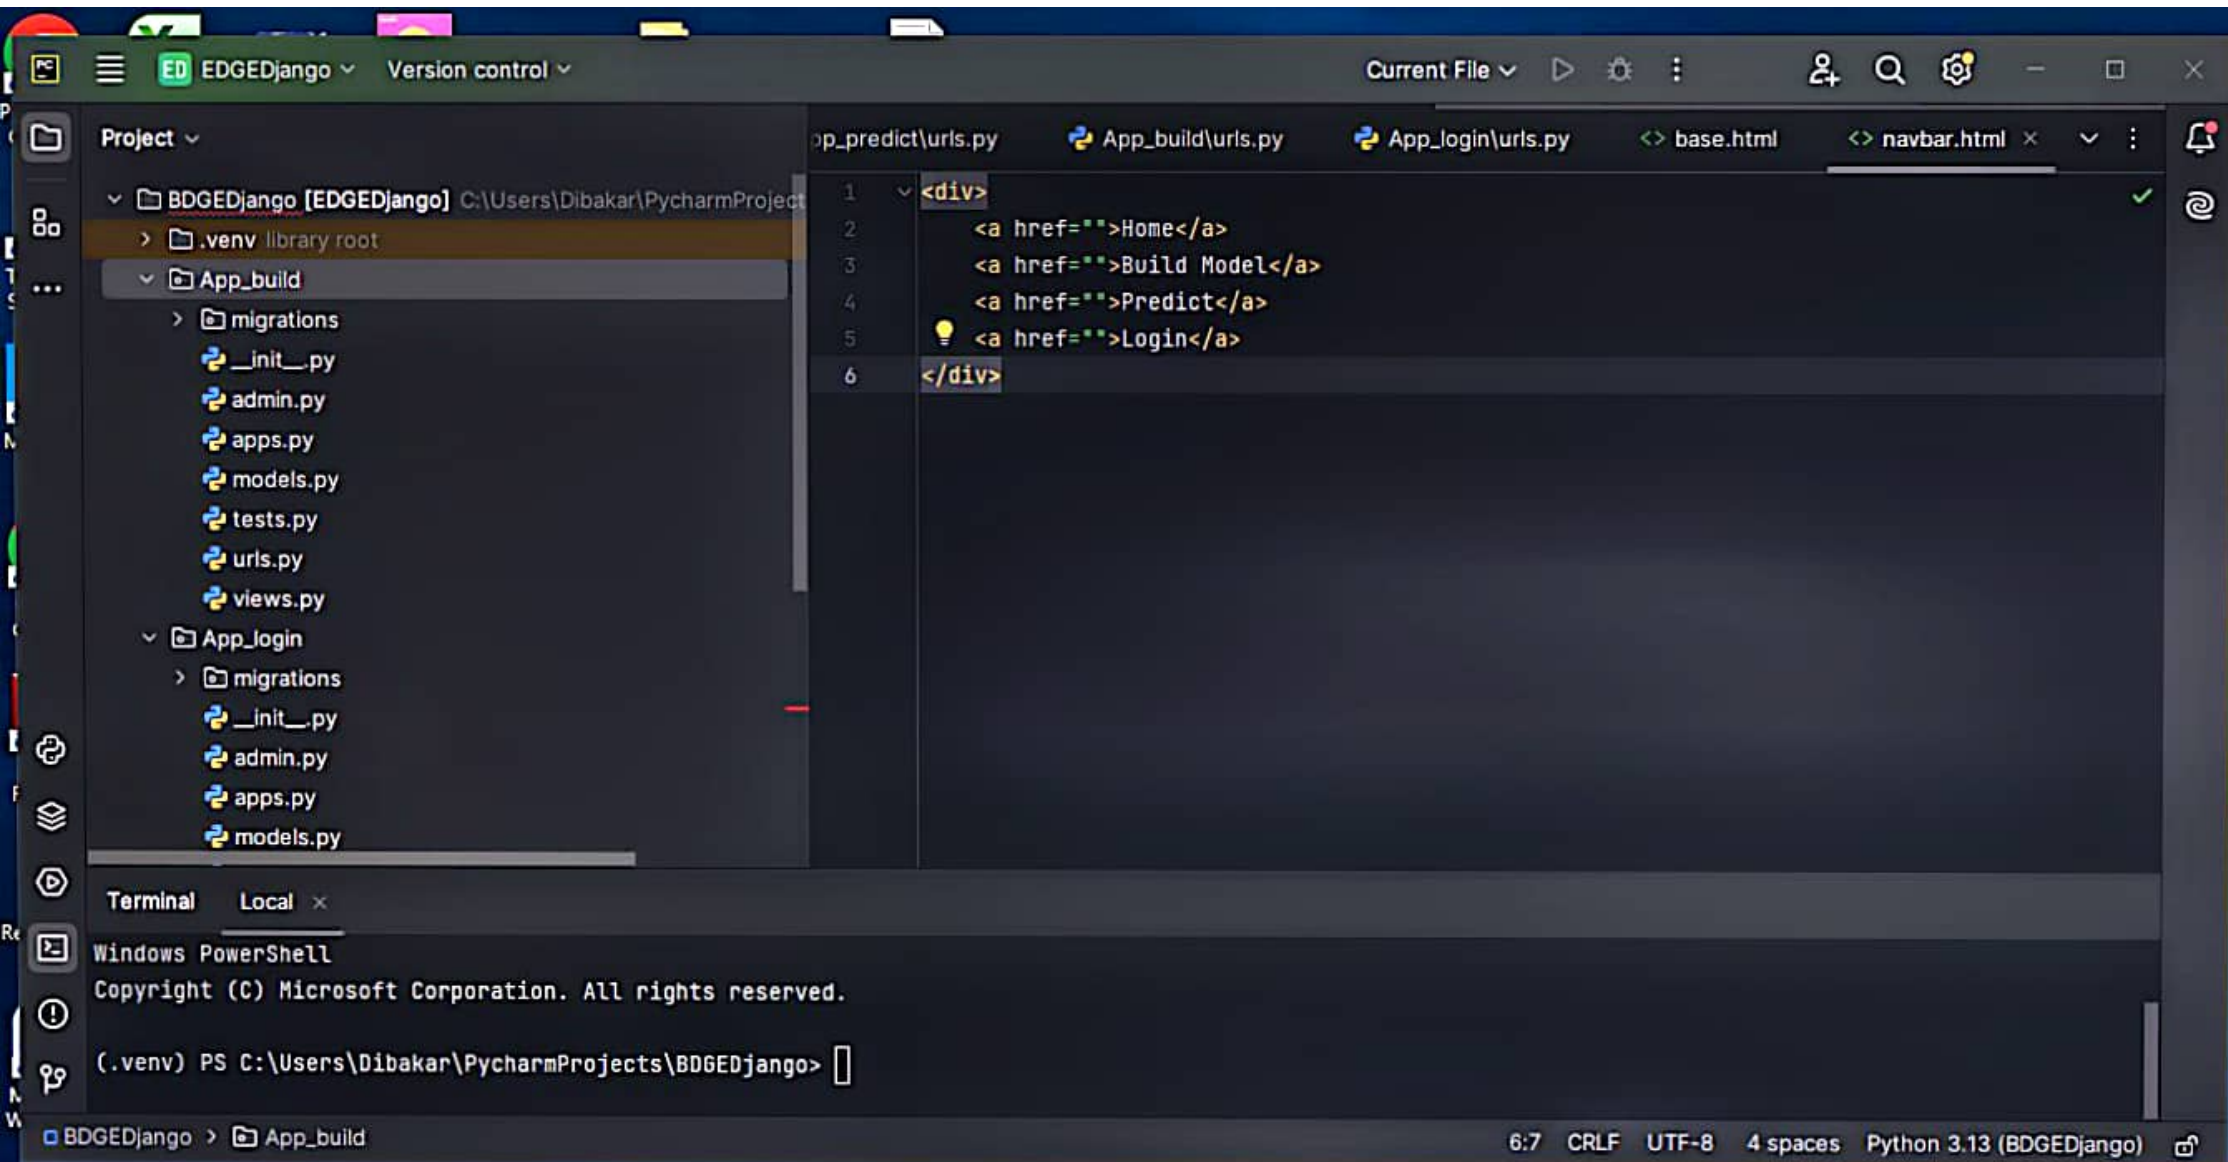 PC
ED EDGEDjango Version control Current File
Project
pp_predict\urls.py App_build\urls.py App_login\urls.py <> base.html <> navbar.html
BDGEDjango [EDGEDjango] C:\Users\Dibakar\PycharmProject
.venv library root
App_build
migrations
__init__.py
admin.py
apps.py
models.py
tests.py
urls.py
views.py
App_login
migrations
__init__.py
admin.py
apps.py
models.py
1 <div>
2 <a href="">Home</a>
3 <a href="">Build Model</a>
4 <a href="">Predict</a>
5 <a href="">Login</a>
6 </div>
Terminal Local
Windows PowerShell
Copyright (C) Microsoft Corporation. All rights reserved.
(.venv) PS C:\Users\Dibakar\PycharmProjects\BDGEDjango>
BDGEDjango > App_build
6:7 CRLF UTF-8 4 spaces Python 3.13 (BDGEDjango)